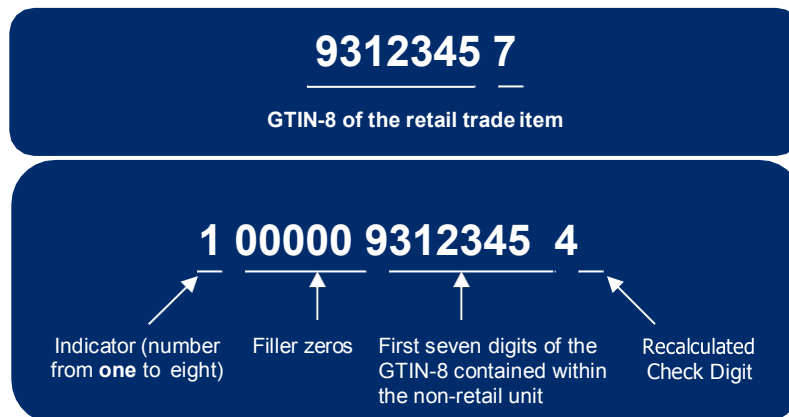 9312345 7
GTIN-8 of the retail trade item
1 00000 9312345 4
Indicator (number
from one to eight)
Filler zeros
First seven digits of the
GTIN-8 contained within
the non-retail unit
Recalculated
Check Digit